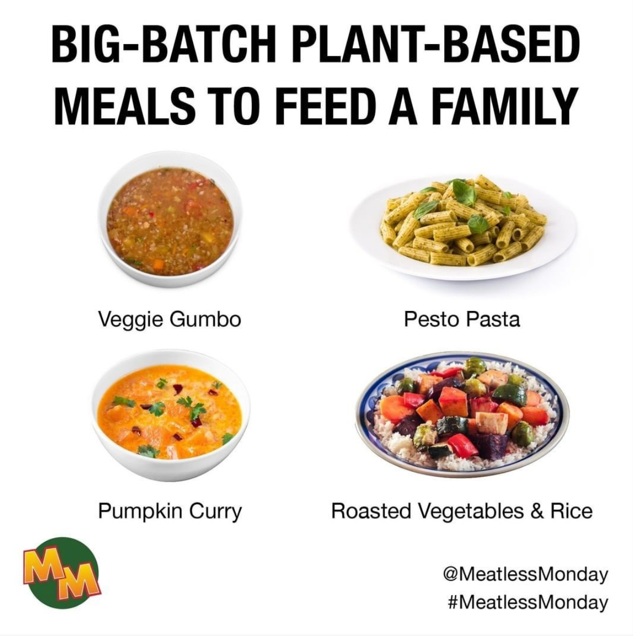 BIG-BATCH PLANT-BASED
MEALS TO FEED A FAMILY
Veggie Gumbo
Pesto Pasta
Pumpkin Curry
Roasted Vegetables & Rice
MM
@MeatlessMonday
#MeatlessMonday